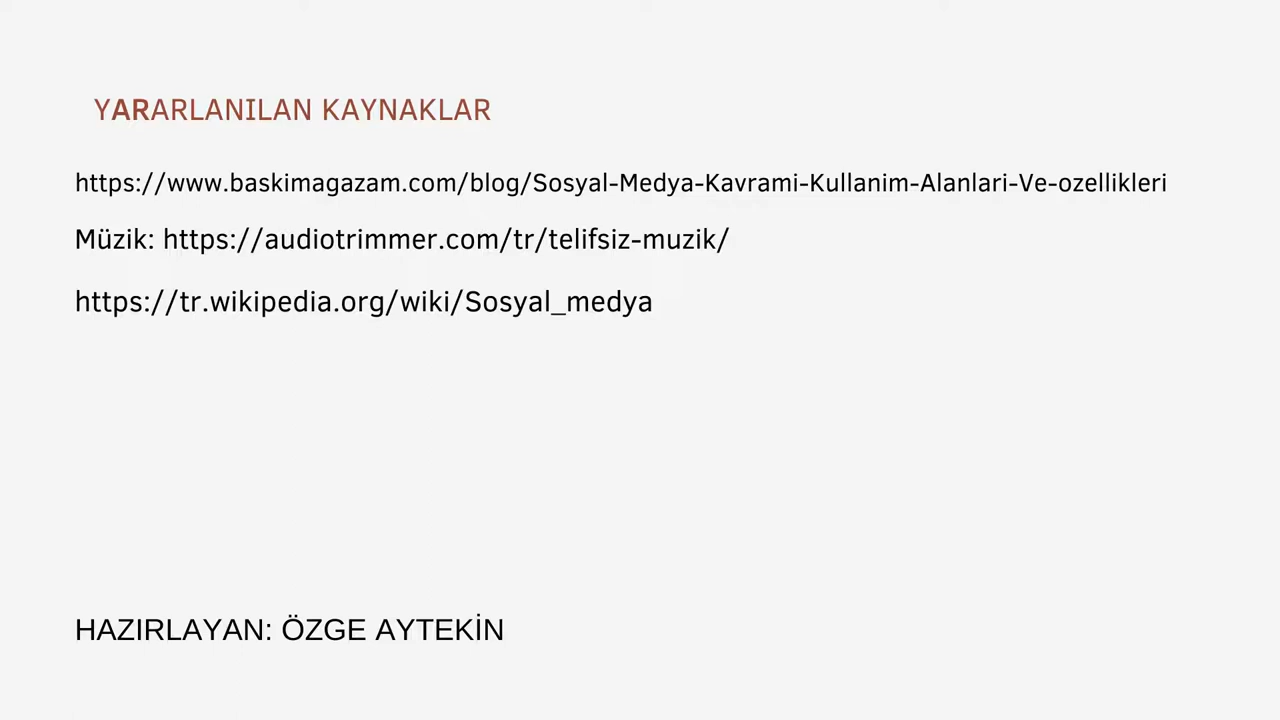 YARARLANILAN KAYNAKLAR
https://www.baskimagazam.com/blog/Sosyal-Medya-Kavrami-Kullanim-Alanlari-Ve-ozellikleri
Müzik: https://audiotrimmer.com/tr/telifsiz-muzik/
https://tr.wikipedia.org/wiki/Sosyal_medya
HAZIRLAYAN: ÖZGE AYTEKİN